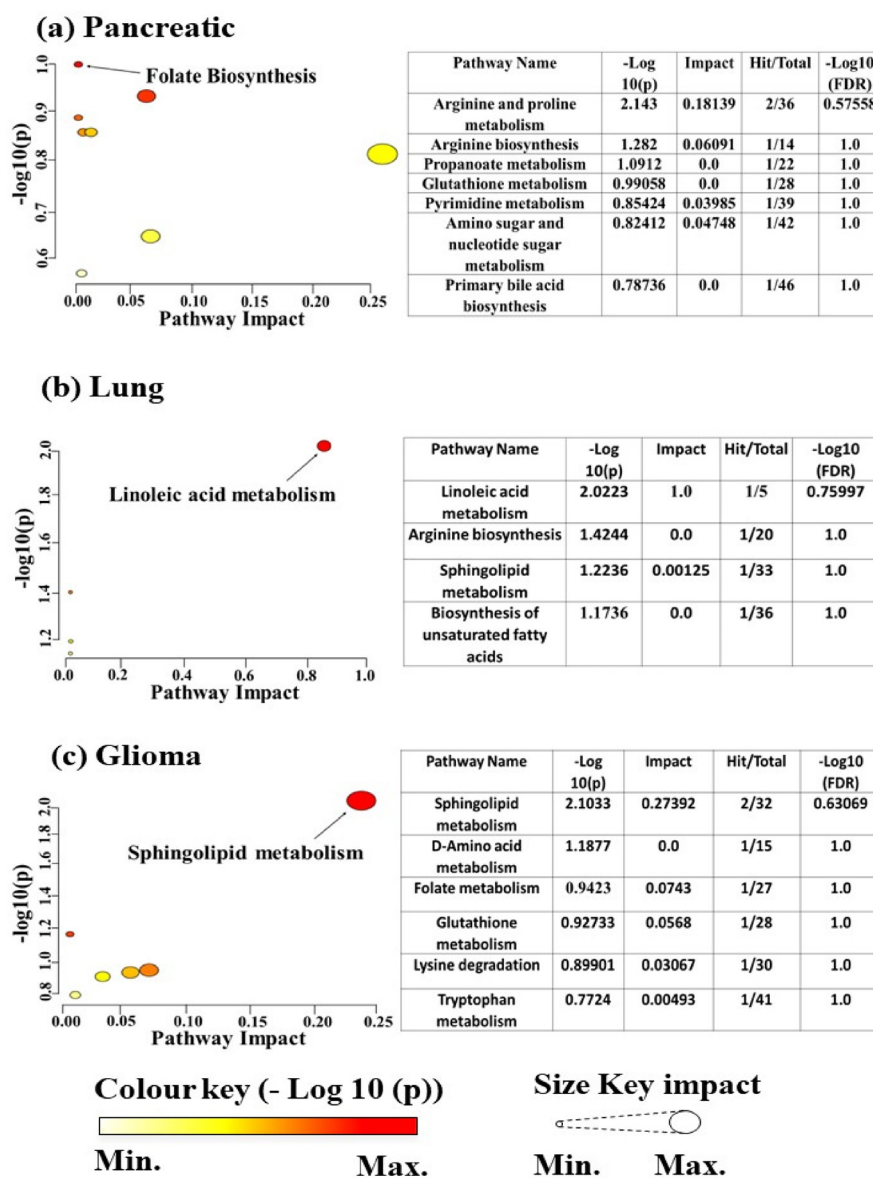 (a) Pancreatic
-log10(p)
1.0
0.9
0.8
0.7
0.6
Folate Biosynthesis
0.00 0.05 0.10 0.15 0.20 0.25
Pathway Impact
Pathway Name -Log 10(p) Impact Hit/Total -Log10 (FDR)
Arginine and proline metabolism 2.143 0.18139 2/36 0.57558
Arginine biosynthesis 1.282 0.06091 1/14 1.0
Propanoate metabolism 1.0912 0.0 1/22 1.0
Glutathione metabolism 0.99058 0.0 1/28 1.0
Pyrimidine metabolism 0.85424 0.03985 1/39 1.0
Amino sugar and nucleotide sugar metabolism 0.82412 0.04748 1/42 1.0
Primary bile acid biosynthesis 0.78736 0.0 1/46 1.0
(b) Lung
-log10(p)
2.0
1.8
1.6
1.4
1.2
Linoleic acid metabolism
0.0 0.2 0.4 0.6 0.8 1.0
Pathway Impact
Pathway Name -Log 10(p) Impact Hit/Total -Log10 (FDR)
Linoleic acid metabolism 2.0223 1.0 1/5 0.75997
Arginine biosynthesis 1.4244 0.0 1/20 1.0
Sphingolipid metabolism 1.2236 0.00125 1/33 1.0
Biosynthesis of unsaturated fatty acids 1.1736 0.0 1/36 1.0
(c) Glioma
-log10(p)
2.0
1.8
1.6
1.4
1.2
1.0
0.8
Sphingolipid metabolism
0.00 0.05 0.10 0.15 0.20 0.25
Pathway Impact
Pathway Name -Log 10(p) Impact Hit/Total -Log10 (FDR)
Sphingolipid metabolism 2.1033 0.27392 2/32 0.63069
D-Amino acid metabolism 1.1877 0.0 1/15 1.0
Folate metabolism 0.9423 0.0743 1/27 1.0
Glutathione metabolism 0.92733 0.0568 1/28 1.0
Lysine degradation 0.89901 0.03067 1/30 1.0
Tryptophan metabolism 0.7724 0.00493 1/41 1.0
Colour key (- Log 10 (p))
Min. Max.
Size Key impact
Min. Max.